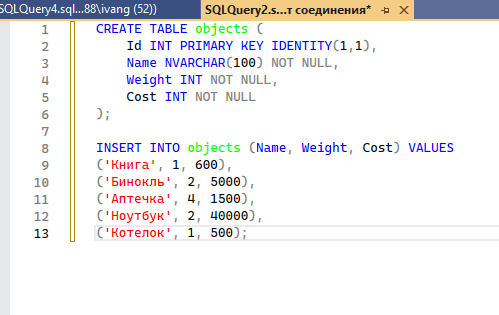 SQLQuery4.sql...88\ivang (52)) SQLQuery2.s...т соединения*
1 CREATE TABLE objects (
2 Id INT PRIMARY KEY IDENTITY(1,1),
3 Name NVARCHAR(100) NOT NULL,
4 Weight INT NOT NULL,
5 Cost INT NOT NULL
6 );
7
8 INSERT INTO objects (Name, Weight, Cost) VALUES
9 ('Книга', 1, 600),
10 ('Бинокль', 2, 5000),
11 ('Аптечка', 4, 1500),
12 ('Ноутбук', 2, 40000),
13 ('Котелок', 1, 500);